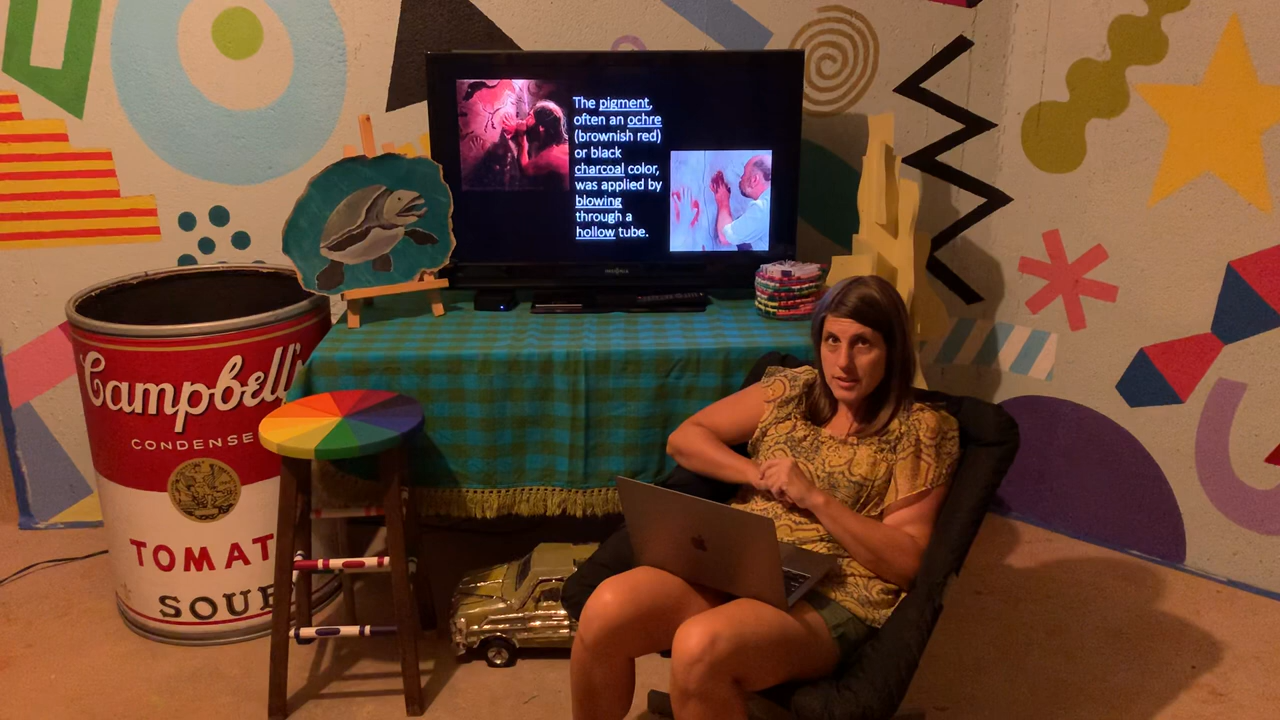 The pigment,
often an ochre
(brownish red)
or black
charcoal color,
was applied by
blowing
through a
hollow tube.
INSIGNIA
Campbell's
CONDENSE
TOMAT
SOUP